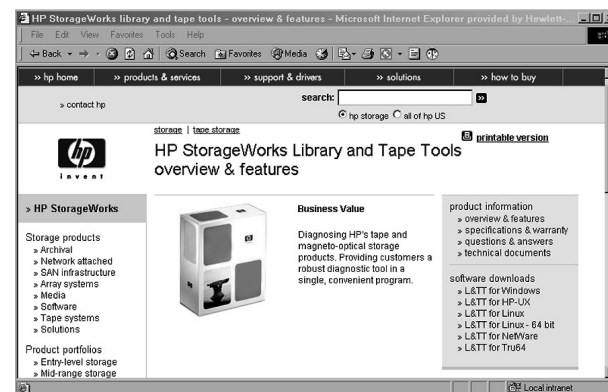 HP StorageWorks library and tape tools - overview & features - Microsoft Internet Explorer provided by Hewlett-...
File Edit View Favorites Tools Help
Back Search Favorites Media
» hp home » products & services » support & drivers » solutions » how to buy
» contact hp
search: »
hp storage all of hp US
storage | tape storage
printable version
hp
invent
HP StorageWorks Library and Tape Tools
overview & features
» HP StorageWorks
Storage products
» Archival
» Network attached
» SAN infrastructure
» Array systems
» Media
» Software
» Tape systems
» Solutions
Product portfolios
» Entry-level storage
» Mid-range storage
Business Value
Diagnosing HP's tape and
magneto-optical storage
products. Providing customers a
robust diagnostic tool in a
single, convenient program.
product information
» overview & features
» specifications & warranty
» questions & answers
» technical documents
software downloads
» L&TT for Windows
» L&TT for HP-UX
» L&TT for Linux
» L&TT for Linux - 64 bit
» L&TT for NetWare
» L&TT for Tru64
Local intranet